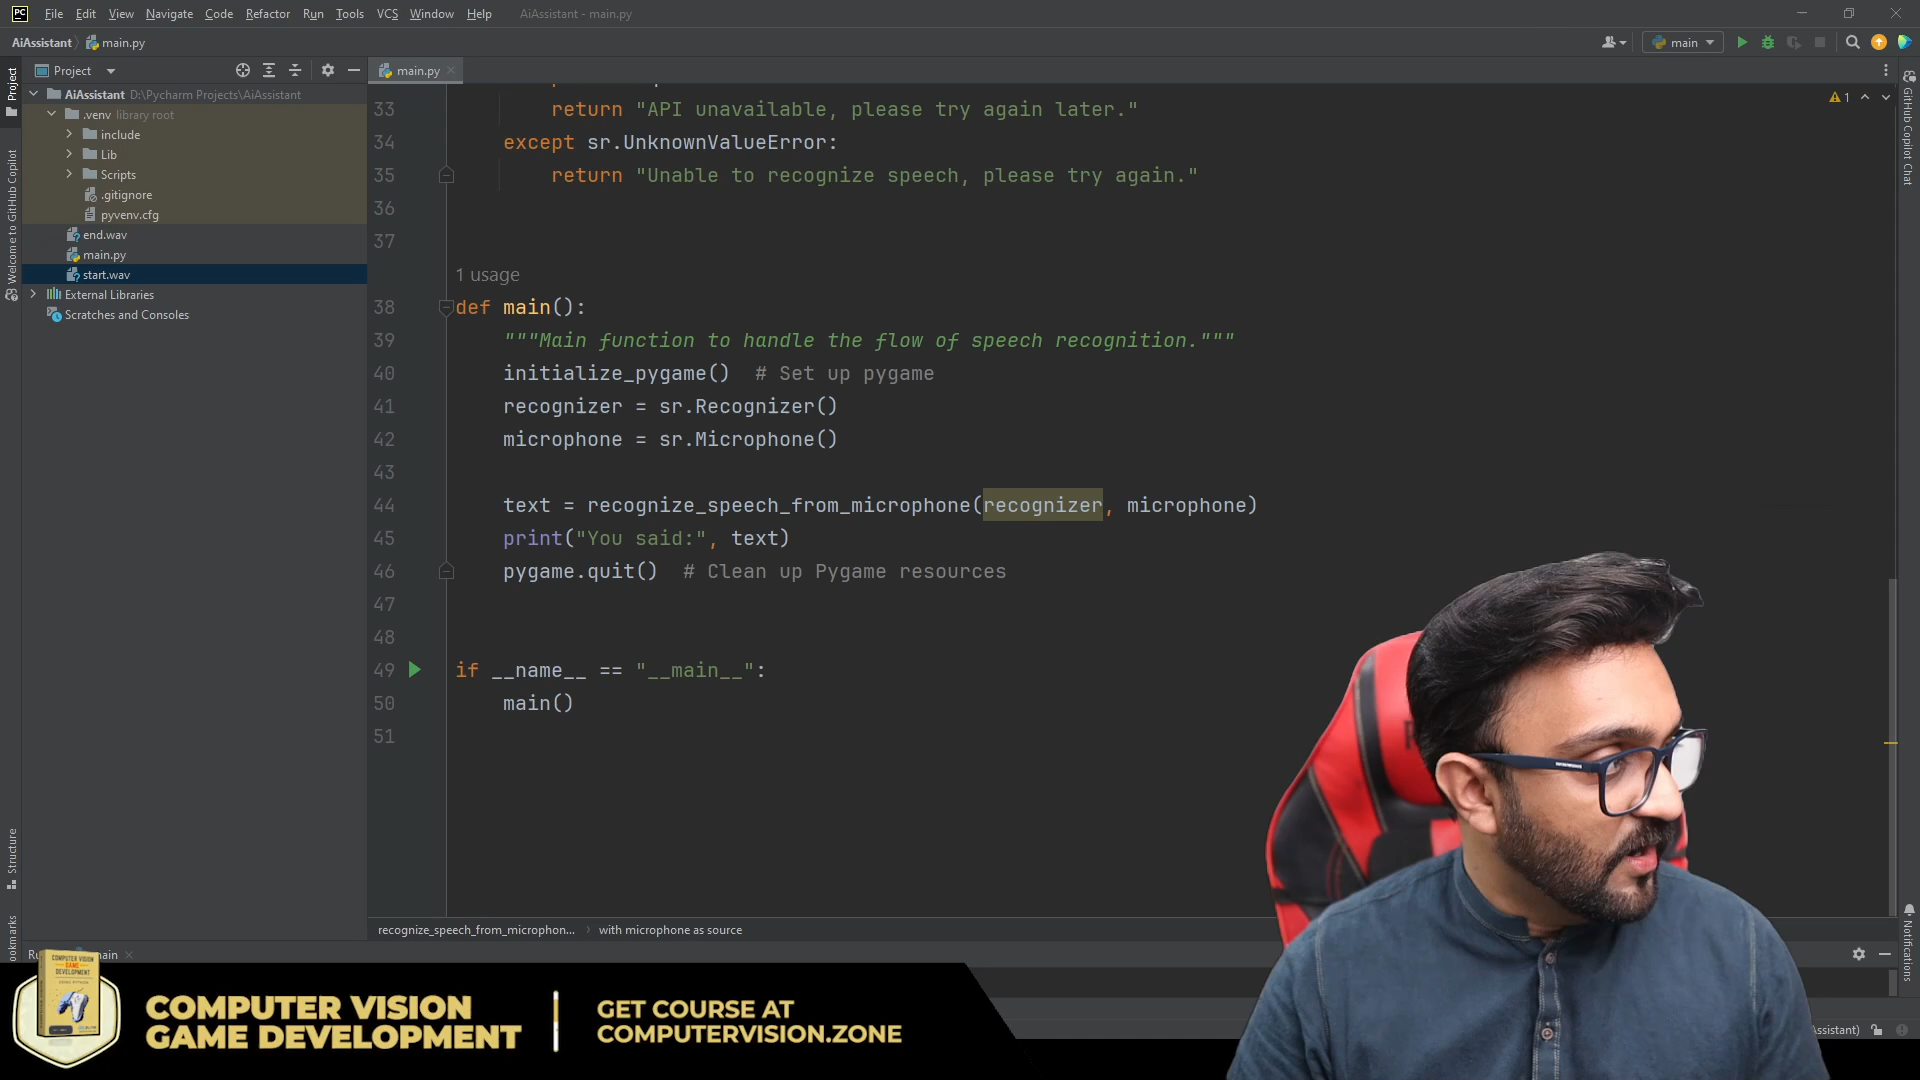 PC File Edit View Navigate Code Refactor Run Tools VCS Window Help AiAssistant - main.py
AiAssistant main.py main
Project main.py
AiAssistant D:\Pycharm Projects\AiAssistant
.venv library root
include
Lib
Scripts
.gitignore
pyvenv.cfg
end.wav
main.py
start.wav
External Libraries
Scratches and Consoles
Project
Welcome to GitHub Copilot
Structure
1
33 return "API unavailable, please try again later."
34 except sr.UnknownValueError:
35 return "Unable to recognize speech, please try again."
36
37
1 usage
38 def main():
39 """Main function to handle the flow of speech recognition."""
40 initialize_pygame() # Set up pygame
41 recognizer = sr.Recognizer()
42 microphone = sr.Microphone()
43
44 text = recognize_speech_from_microphone(recognizer, microphone)
45 print("You said:", text)
46 pygame.quit() # Clean up Pygame resources
47
48
49 if __name__ == "__main__":
50 main()
51
recognize_speech_from_microphon... with microphone as source
GitHub Copilot Chat
Notifications
COMPUTER VISION
GAME
DEVELOPMENT
COMPUTER VISION
GAME DEVELOPMENT
GET COURSE AT
COMPUTERVISION.ZONE